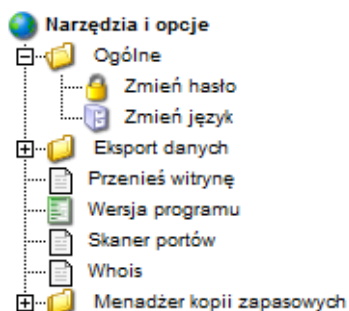 Narzędzia i opcje
Ogólne
Zmień hasło
Zmień język
Eksport danych
Przenieś witrynę
Wersja programu
Skaner portów
Whois
Menadżer kopii zapasowych